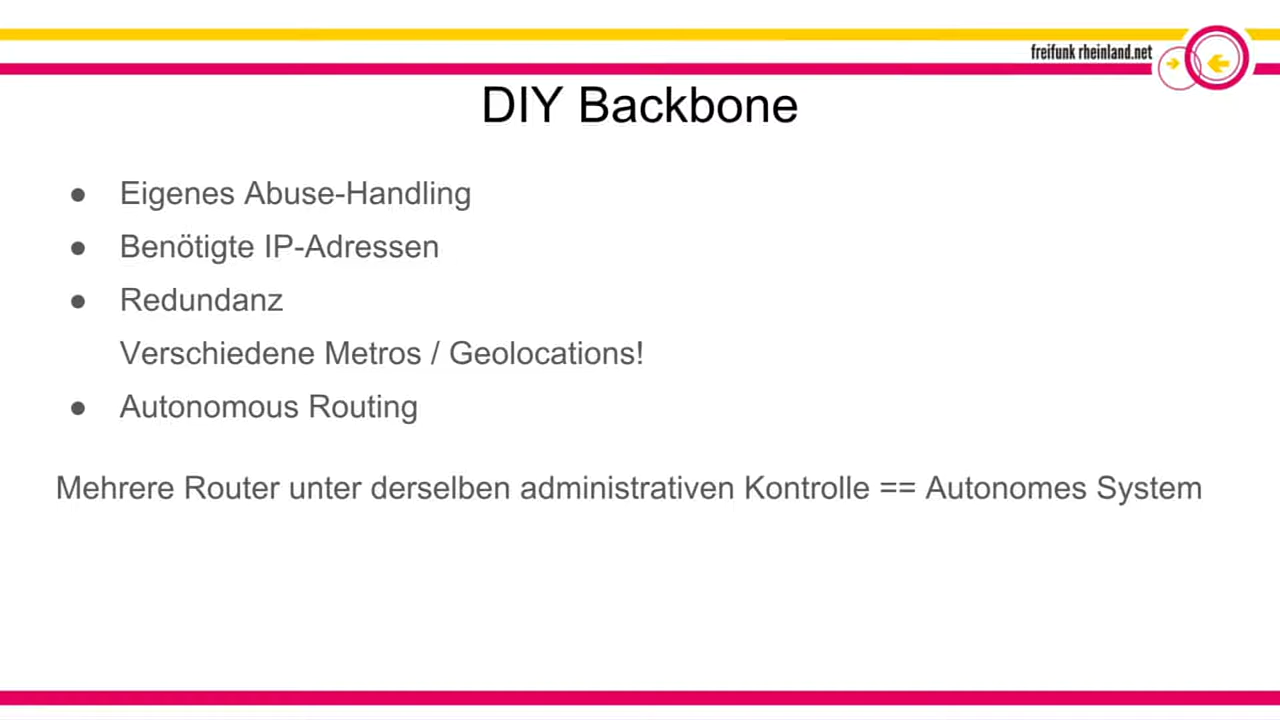 freifunk rheinland.net
DIY Backbone
● Eigenes Abuse-Handling
● Benötigte IP-Adressen
● Redundanz
Verschiedene Metros / Geolocations!
● Autonomous Routing
Mehrere Router unter derselben administrativen Kontrolle == Autonomes System